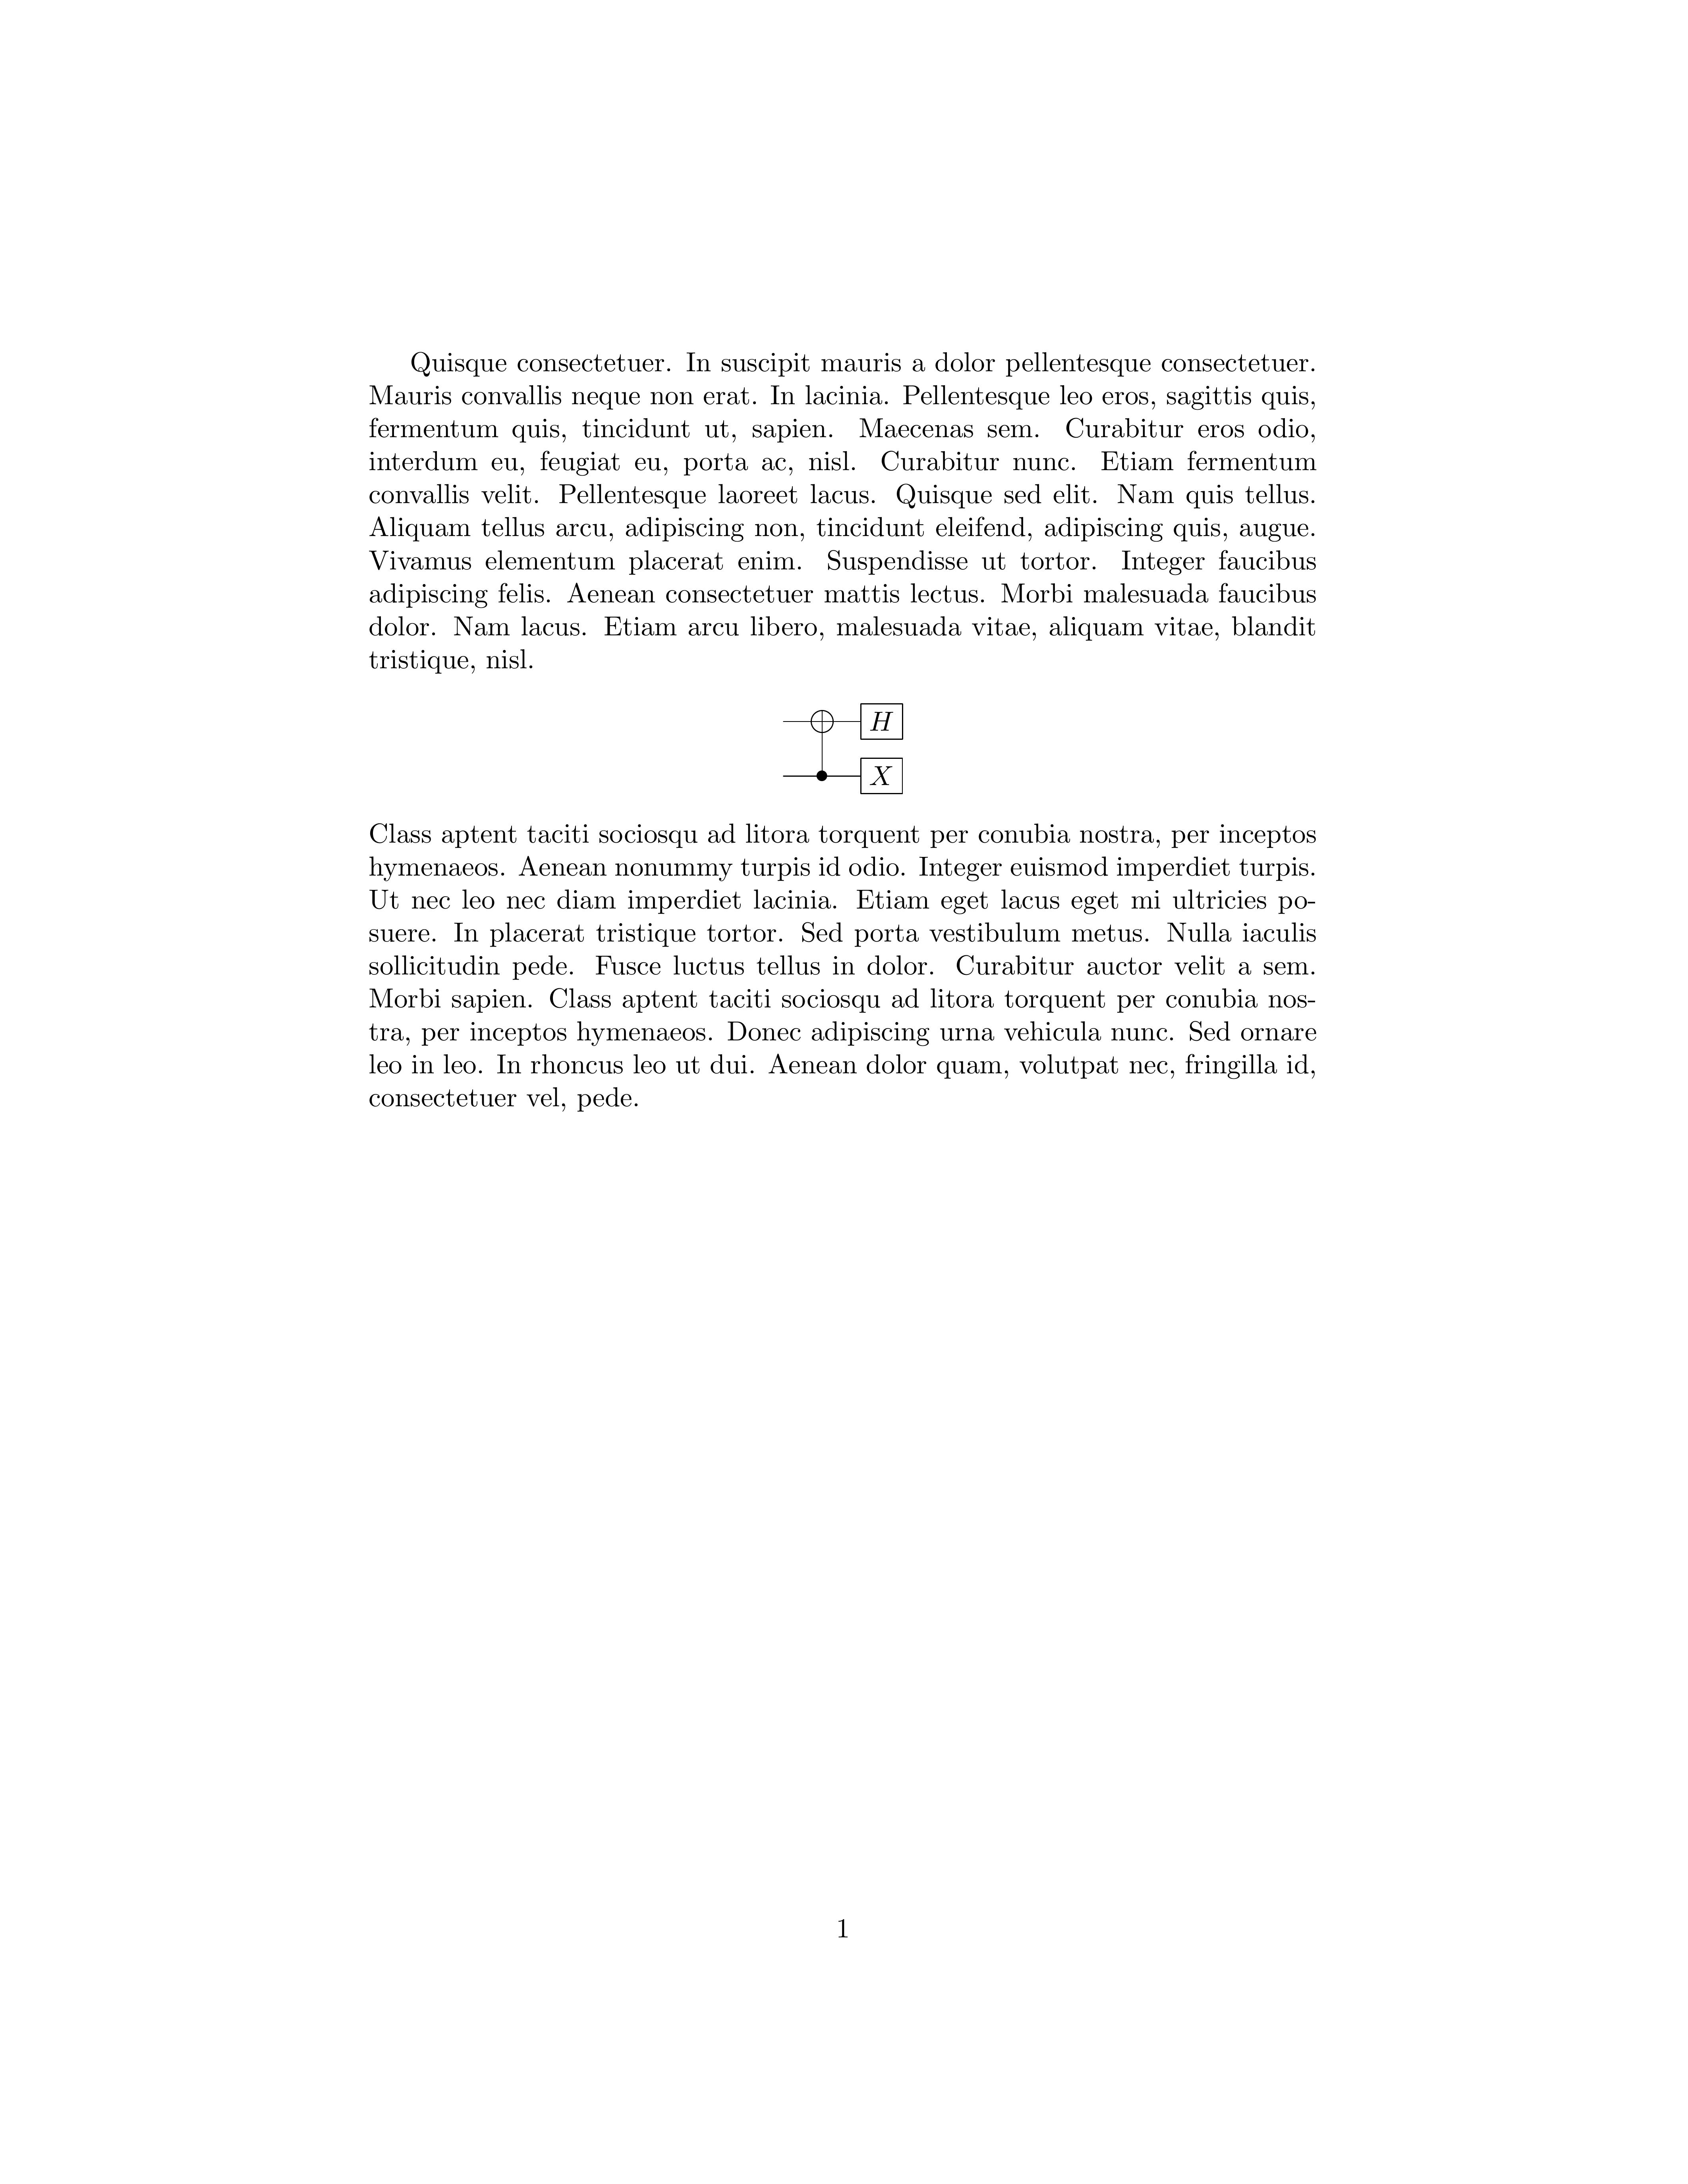 Quisque consectetuer. In suscipit mauris a dolor pellentesque consectetuer.
Mauris convallis neque non erat. In lacinia. Pellentesque leo eros, sagittis quis,
fermentum quis, tincidunt ut, sapien. Maecenas sem. Curabitur eros odio,
interdum eu, feugiat eu, porta ac, nisl. Curabitur nunc. Etiam fermentum
convallis velit. Pellentesque laoreet lacus. Quisque sed elit. Nam quis tellus.
Aliquam tellus arcu, adipiscing non, tincidunt eleifend, adipiscing quis, augue.
Vivamus elementum placerat enim. Suspendisse ut tortor. Integer faucibus
adipiscing felis. Aenean consectetuer mattis lectus. Morbi malesuada faucibus
dolor. Nam lacus. Etiam arcu libero, malesuada vitae, aliquam vitae, blandit
tristique, nisl.
H
X
Class aptent taciti sociosqu ad litora torquent per conubia nostra, per inceptos
hymenaeos. Aenean nonummy turpis id odio. Integer euismod imperdiet turpis.
Ut nec leo nec diam imperdiet lacinia. Etiam eget lacus eget mi ultricies po-
suere. In placerat tristique tortor. Sed porta vestibulum metus. Nulla iaculis
sollicitudin pede. Fusce luctus tellus in dolor. Curabitur auctor velit a sem.
Morbi sapien. Class aptent taciti sociosqu ad litora torquent per conubia nos-
tra, per inceptos hymenaeos. Donec adipiscing urna vehicula nunc. Sed ornare
leo in leo. In rhoncus leo ut dui. Aenean dolor quam, volutpat nec, fringilla id,
consectetuer vel, pede.
1